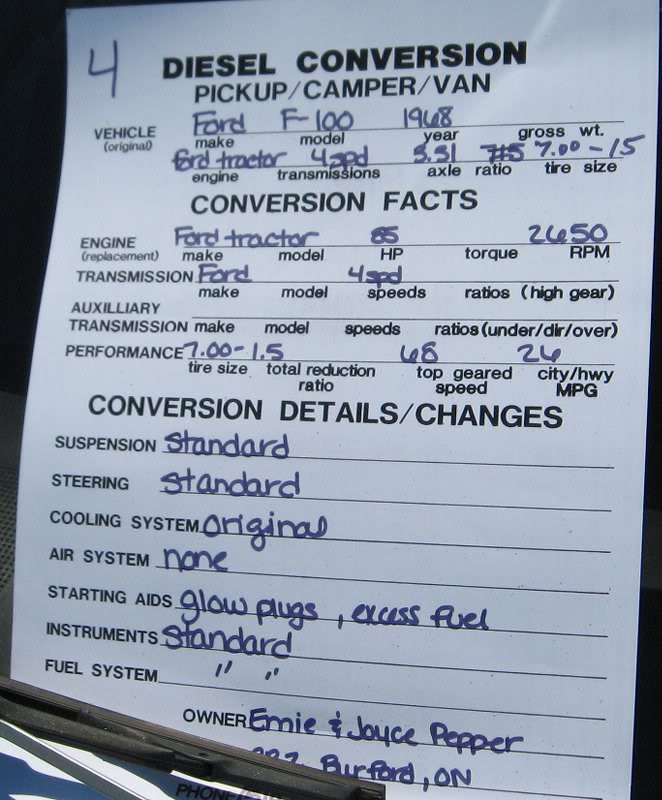 4
DIESEL CONVERSION
PICKUP/CAMPER/VAN
VEHICLE Ford F-100 1968
(original) make model year gross wt.
ford tractor 4spd 3.31 7.00-15
engine transmissions axle ratio tire size
CONVERSION FACTS
ENGINE Ford tractor 85 2650
(replacement) make model HP torque RPM
TRANSMISSION Ford 4spd
make model speeds ratios (high gear)
AUXILLIARY
TRANSMISSION make model speeds ratios (under/dir/over)
PERFORMANCE 7.00-1.5 68 26
tire size total reduction top geared city/hwy
ratio speed MPG
CONVERSION DETAILS/CHANGES
SUSPENSION Standard
STEERING Standard
COOLING SYSTEM original
AIR SYSTEM none
STARTING AIDS glow plugs, excess fuel
INSTRUMENTS Standard
FUEL SYSTEM " "
OWNER Ernie & Joyce Pepper
Burford, ON
PHONE